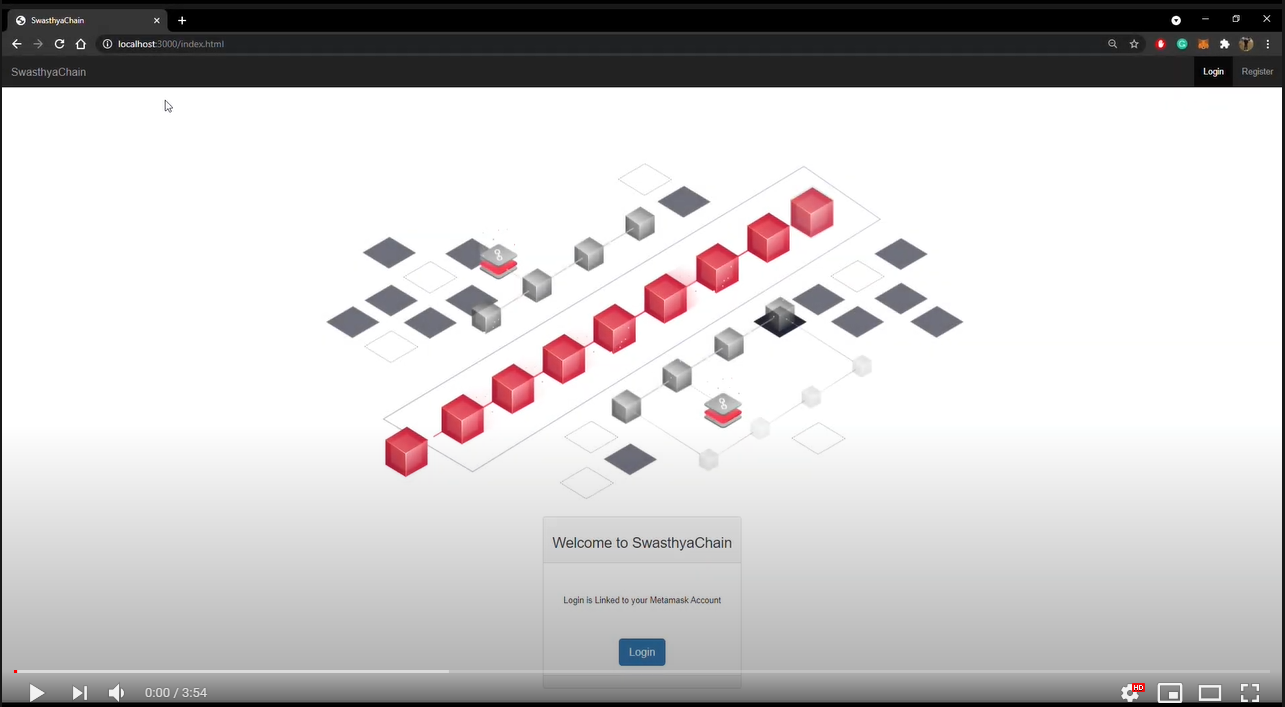 SwasthyaChain
localhost:3000/index.html
SwasthyaChain
Login
Register
Welcome to SwasthyaChain
Login is Linked to your Metamask Account
Login
0:00 / 3:54
HD